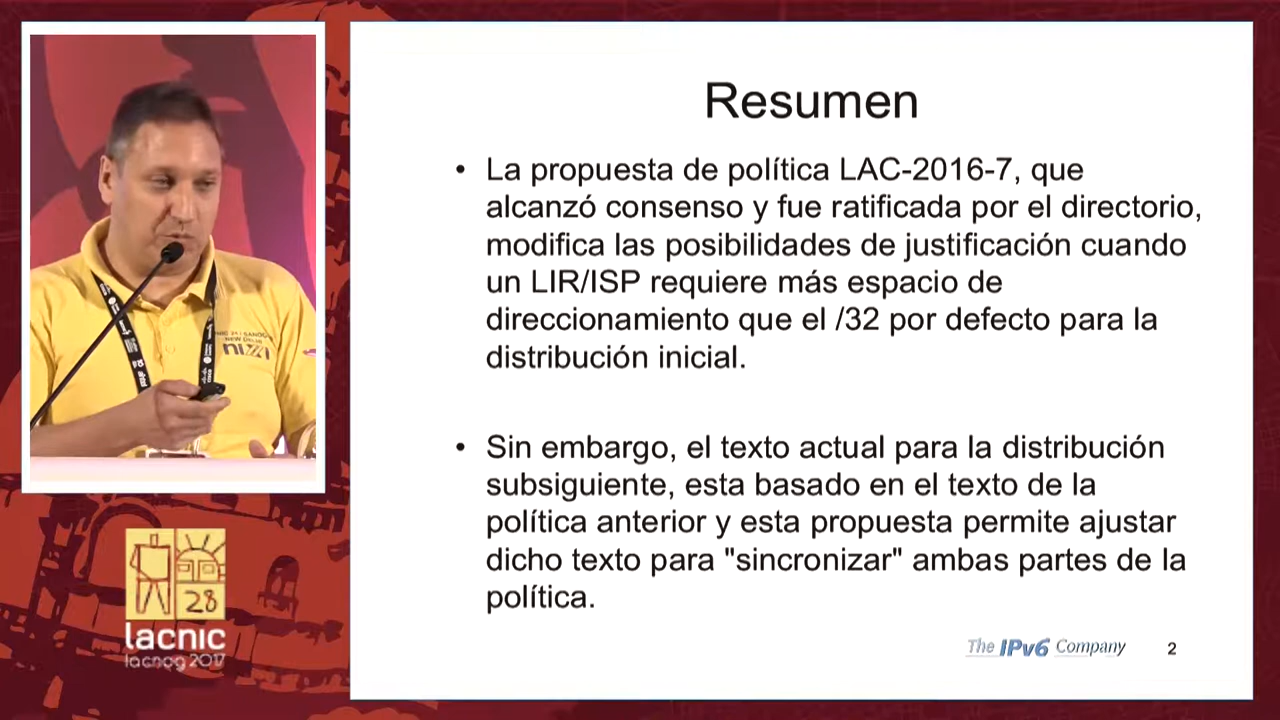 Resumen
• La propuesta de política LAC-2016-7, que
alcanzó consenso y fue ratificada por el directorio,
modifica las posibilidades de justificación cuando
un LIR/ISP requiere más espacio de
direccionamiento que el /32 por defecto para la
distribución inicial.
• Sin embargo, el texto actual para la distribución
subsiguiente, esta basado en el texto de la
política anterior y esta propuesta permite ajustar
dicho texto para "sincronizar" ambas partes de la
política.
The IPv6 Company
2
NEW DELHI
28
lacnic
lacnog 2017